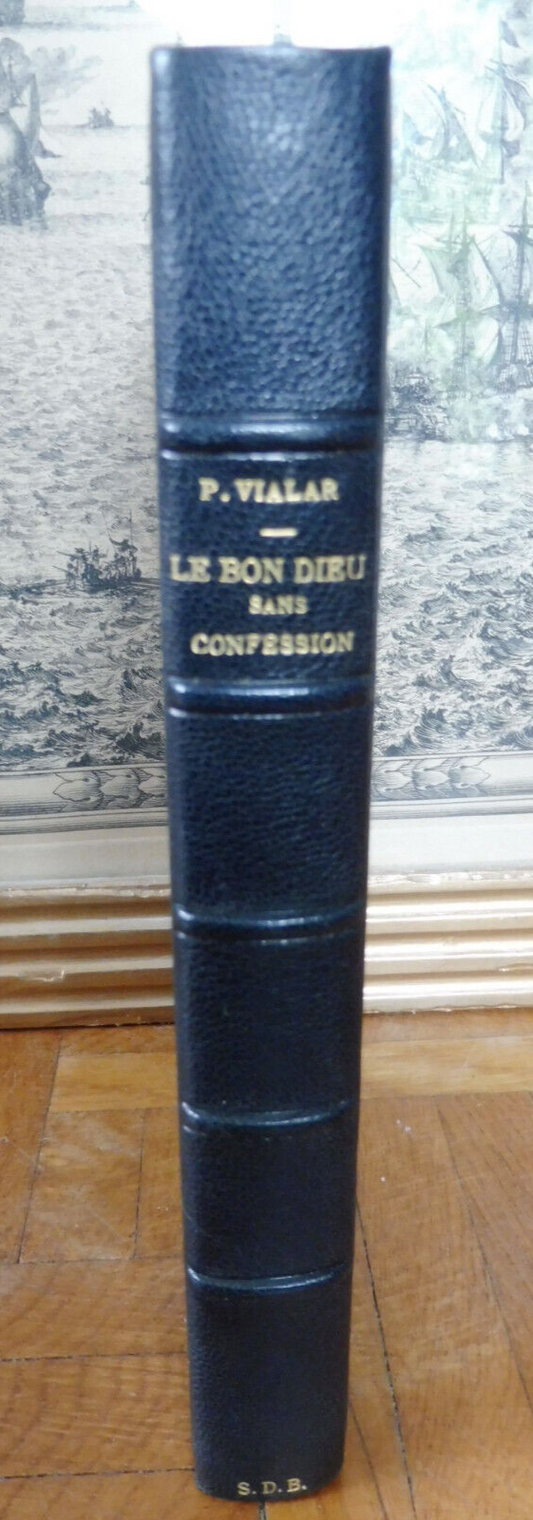 P. VIALAR
LE BON DIEU
SANS
CONFESSION
S. D. B.